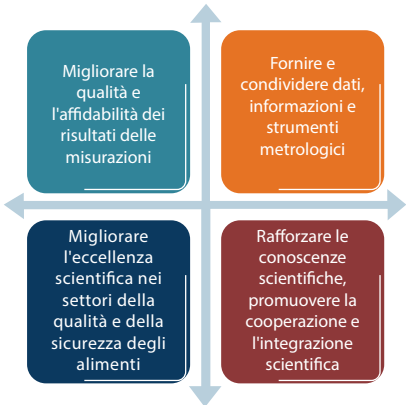 Migliorare la
qualità e
l'affidabilità dei
risultati delle
misurazioni
Fornire e
condividere dati,
informazioni e
strumenti
metrologici
Migliorare
l'eccellenza
scientifica nei
settori della
qualità e della
sicurezza degli
alimenti
Rafforzare le
conoscenze
scientifiche,
promuovere la
cooperazione e
l'integrazione
scientifica